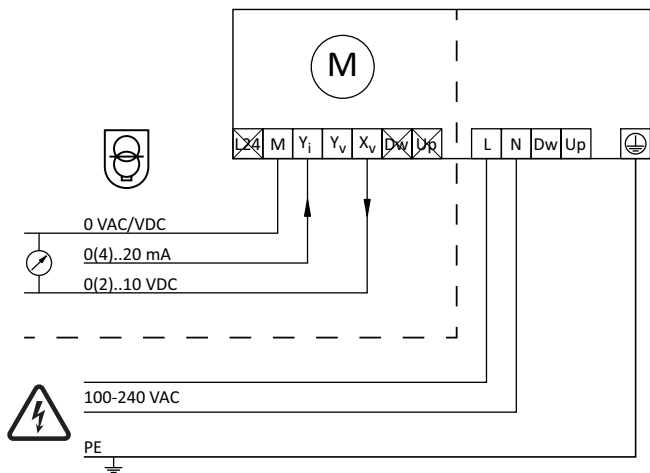 M
L24 M Yi Yv Xv Dw Up L N Dw Up
0 VAC/VDC
0(4)..20 mA
0(2)..10 VDC
100-240 VAC
PE